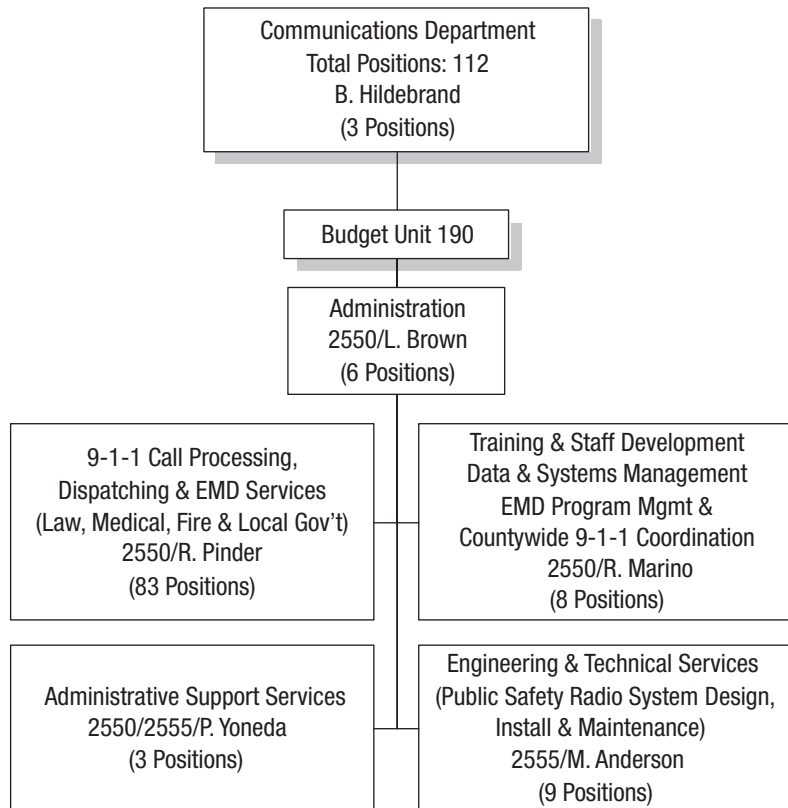 Communications Department
Total Positions: 112
B. Hildebrand
(3 Positions)
Budget Unit 190
Administration
2550/L. Brown
(6 Positions)
9-1-1 Call Processing,
Dispatching & EMD Services
(Law, Medical, Fire & Local Gov't)
2550/R. Pinder
(83 Positions)
Training & Staff Development
Data & Systems Management
EMD Program Mgmt &
Countywide 9-1-1 Coordination
2550/R. Marino
(8 Positions)
Administrative Support Services
2550/2555/P. Yoneda
(3 Positions)
Engineering & Technical Services
(Public Safety Radio System Design,
Install & Maintenance)
2555/M. Anderson
(9 Positions)